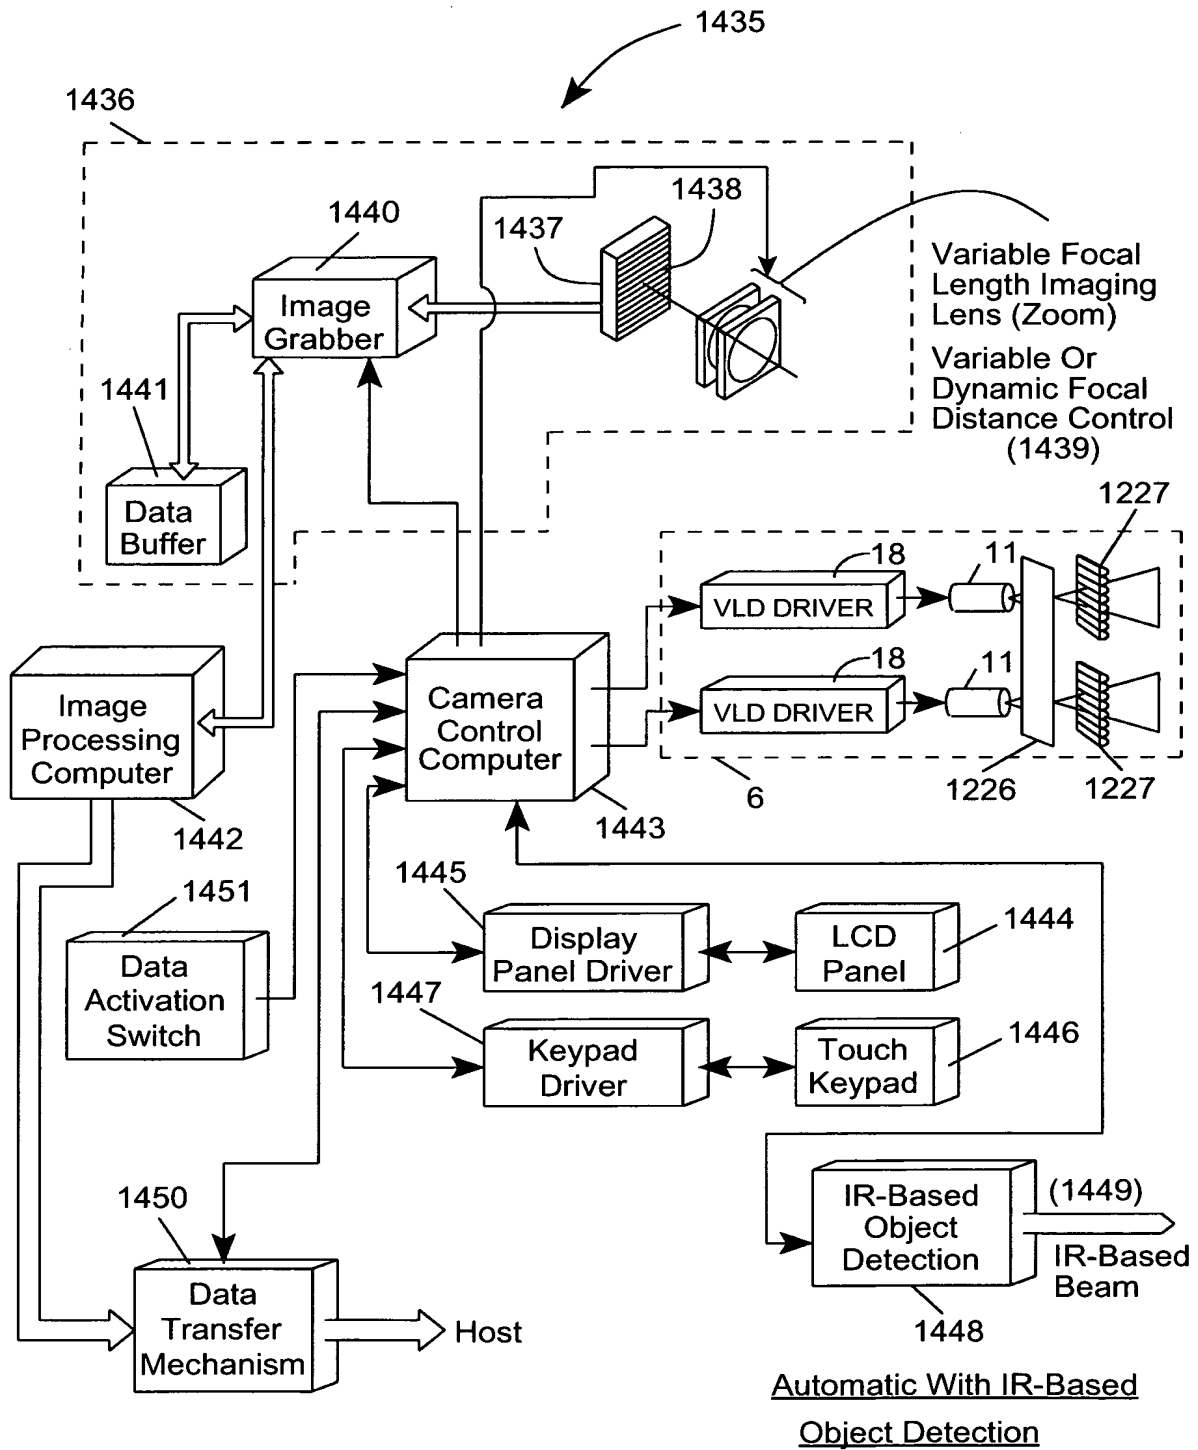 1435
1436
1440
1437
1438
Image
Grabber
Variable Focal
Length Imaging
Lens (Zoom)
Variable Or
Dynamic Focal
Distance Control
(1439)
1441
Data
Buffer
1227
18
11
VLD DRIVER
18
11
VLD DRIVER
Image
Processing
Computer
Camera
Control
Computer
1442
1443
6
1226
1227
1451
Data
Activation
Switch
1445
Display
Panel Driver
LCD
Panel
1444
1447
Keypad
Driver
Touch
Keypad
1446
1450
Data
Transfer
Mechanism
Host
IR-Based
Object
Detection
(1449)
IR-Based
Beam
1448
Automatic With IR-Based
Object Detection